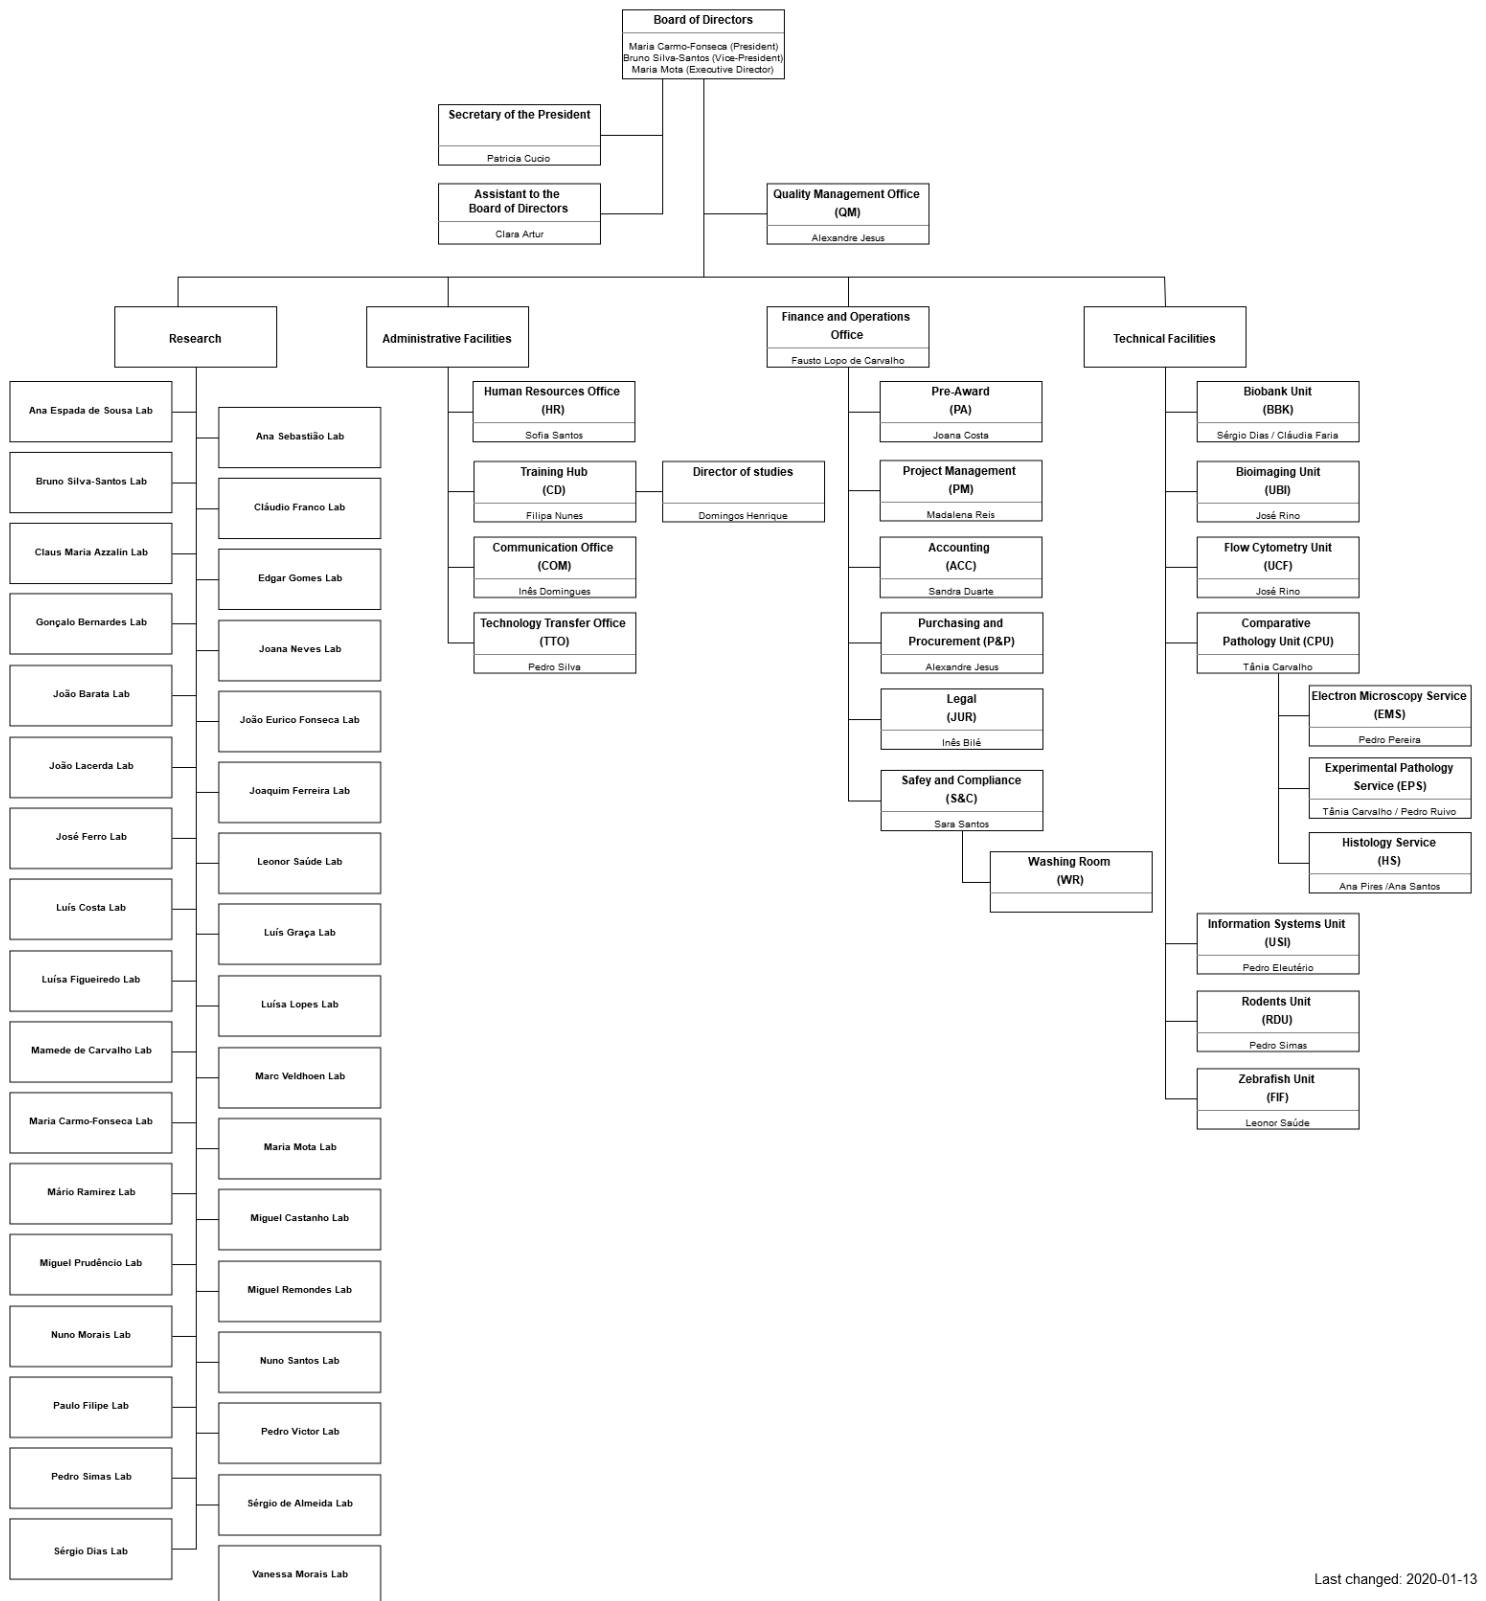 Board of Directors
Maria Carmo-Fonseca (President)
Bruno Silva-Santos (Vice-President)
Maria Mota (Executive Director)
Secretary of the President
Patricia Cucio
Assistant to the
Board of Directors
Clara Artur
Quality Management Office
(QM)
Alexandre Jesus
Research
Ana Espada de Sousa Lab
Ana Sebastião Lab
Bruno Silva-Santos Lab
Cláudio Franco Lab
Claus Maria Azzalin Lab
Edgar Gomes Lab
Gonçalo Bernardes Lab
Joana Neves Lab
João Barata Lab
João Eurico Fonseca Lab
João Lacerda Lab
Joaquim Ferreira Lab
José Ferro Lab
Leonor Saúde Lab
Luís Costa Lab
Luís Graça Lab
Luísa Figueiredo Lab
Luísa Lopes Lab
Mamede de Carvalho Lab
Marc Veldhoen Lab
Maria Carmo-Fonseca Lab
Maria Mota Lab
Mário Ramirez Lab
Miguel Castanho Lab
Miguel Prudêncio Lab
Miguel Remondes Lab
Nuno Morais Lab
Nuno Santos Lab
Paulo Filipe Lab
Pedro Victor Lab
Pedro Simas Lab
Sérgio de Almeida Lab
Sérgio Dias Lab
Vanessa Morais Lab
Administrative Facilities
Human Resources Office
(HR)
Sofia Santos
Training Hub
(CD)
Filipa Nunes
Director of studies
Domingos Henrique
Communication Office
(COM)
Inês Domingues
Technology Transfer Office
(TTO)
Pedro Silva
Finance and Operations
Office
Fausto Lopo de Carvalho
Pre-Award
(PA)
Joana Costa
Project Management
(PM)
Madalena Reis
Accounting
(ACC)
Sandra Duarte
Purchasing and
Procurement (P&P)
Alexandre Jesus
Legal
(JUR)
Inês Bilé
Safey and Compliance
(S&C)
Sara Santos
Washing Room
(WR)
Technical Facilities
Biobank Unit
(BBK)
Sérgio Dias / Cláudia Faria
Bioimaging Unit
(UBI)
José Rino
Flow Cytometry Unit
(UCF)
José Rino
Comparative
Pathology Unit (CPU)
Tânia Carvalho
Electron Microscopy Service
(EMS)
Pedro Pereira
Experimental Pathology
Service (EPS)
Tânia Carvalho / Pedro Ruivo
Histology Service
(HS)
Ana Pires /Ana Santos
Information Systems Unit
(USI)
Pedro Eleutério
Rodents Unit
(RDU)
Pedro Simas
Zebrafish Unit
(FIF)
Leonor Saúde
Last changed: 2020-01-13